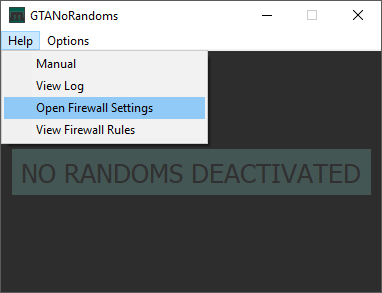 GTANoRandoms
Help Options
Manual
View Log
Open Firewall Settings
View Firewall Rules
NO RANDOMS DEACTIVATED